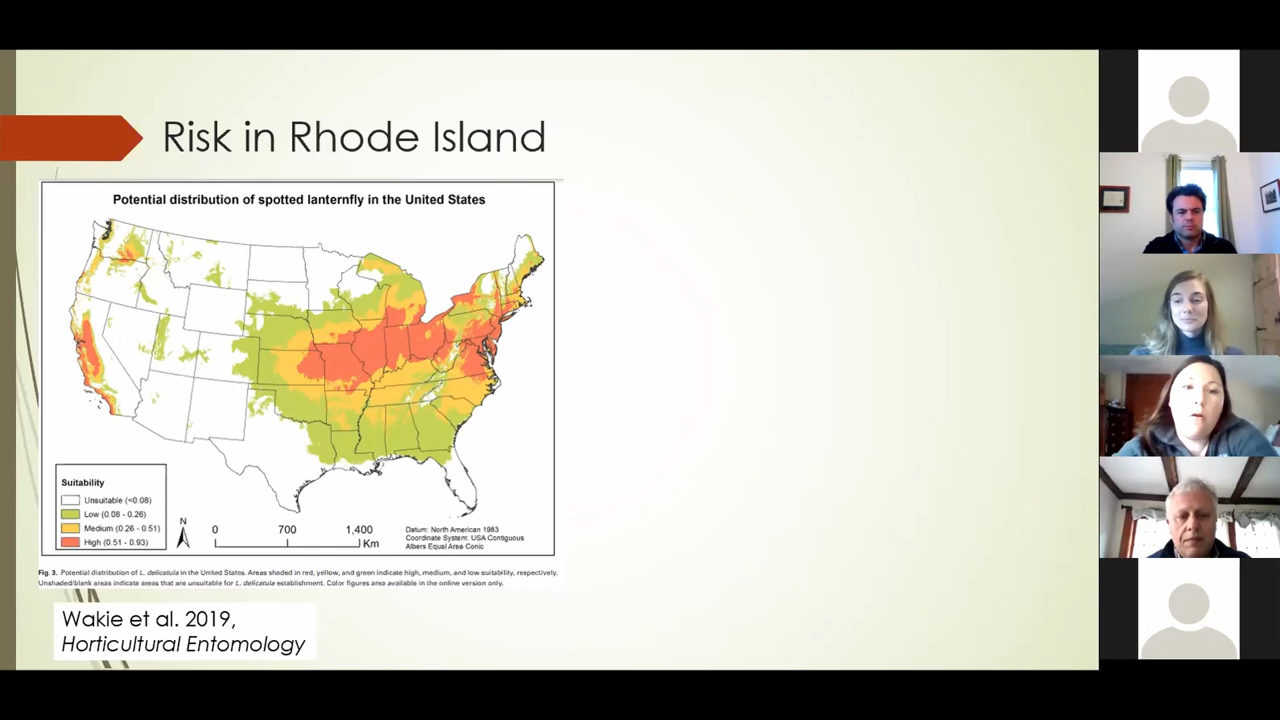 Risk in Rhode Island
Potential distribution of spotted lanternfly in the United States
Suitability
Unsuitable (<0.08)
Low (0.08 - 0.26)
Medium (0.26 - 0.51)
High (0.51 - 0.93)
N
0 700 1,400
Km
Datum: North American 1983
Coordinate System: USA Contiguous
Albers Equal Area Conic
Fig. 3. Potential distribution of L. delicatula in the United States. Areas shaded in red, yellow, and green indicate high, medium, and low suitability, respectively.
Unshaded/blank areas indicate areas that are unsuitable for L. delicatula establishment. Color figures area available in the online version only.
Wakie et al. 2019,
Horticultural Entomology